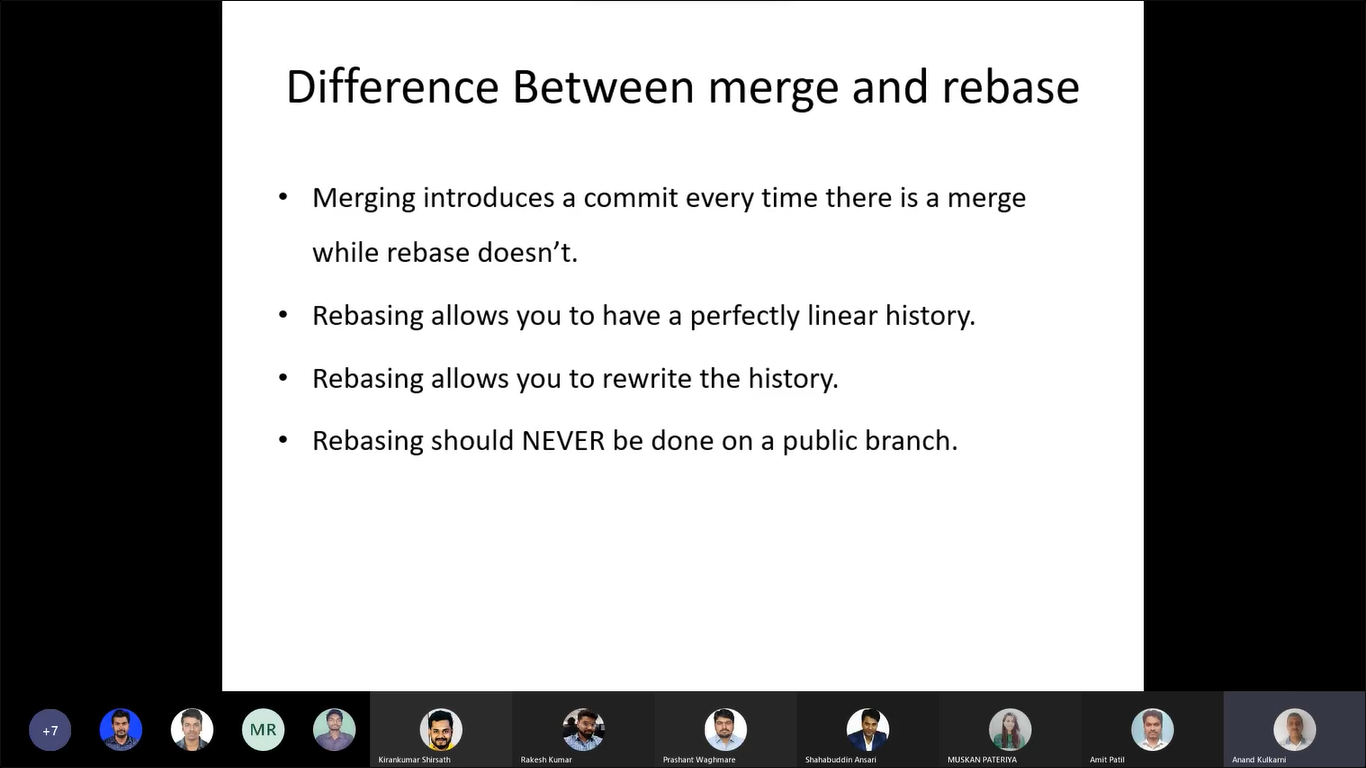 Difference Between merge and rebase
• Merging introduces a commit every time there is a merge
while rebase doesn’t.
• Rebasing allows you to have a perfectly linear history.
• Rebasing allows you to rewrite the history.
• Rebasing should NEVER be done on a public branch.
+7
MR
Kirankumar Shirsath
Rakesh Kumar
Prashant Waghmare
Shahabuddin Ansari
MUSKAN PATERIYA
Amit Patil
Anand Kulkarni